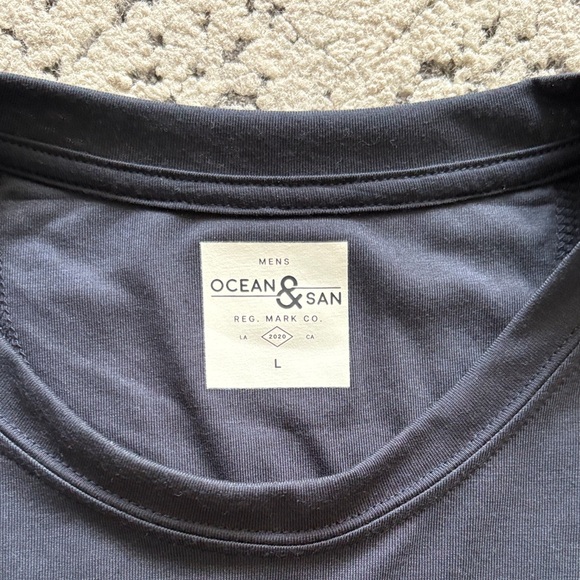 MENS
OCEAN & SAN
REG. MARK CO.
LA 2020 CA
L